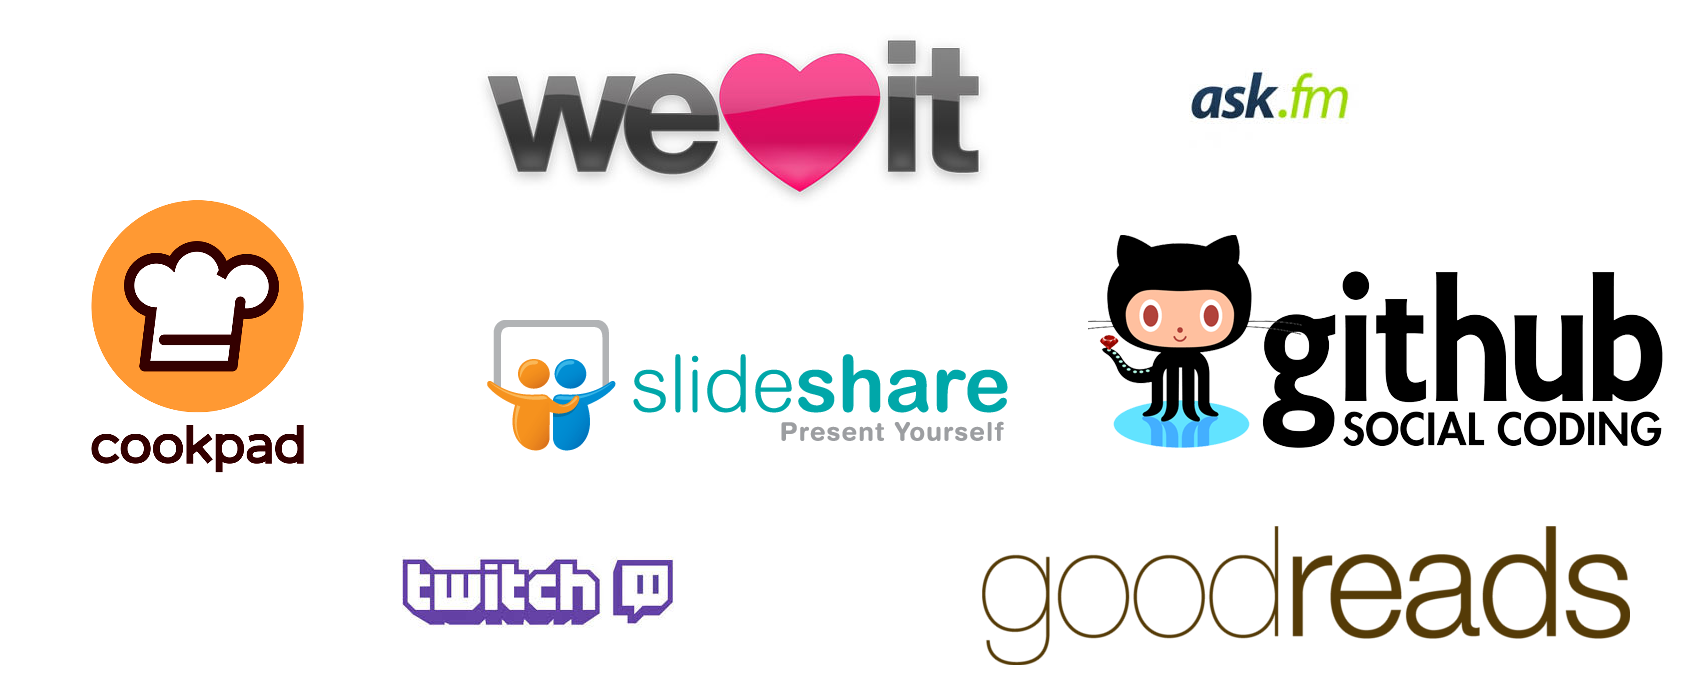 we it
ask.fm
cookpad
slideshare
Present Yourself
github
SOCIAL CODING
twitch
goodreads